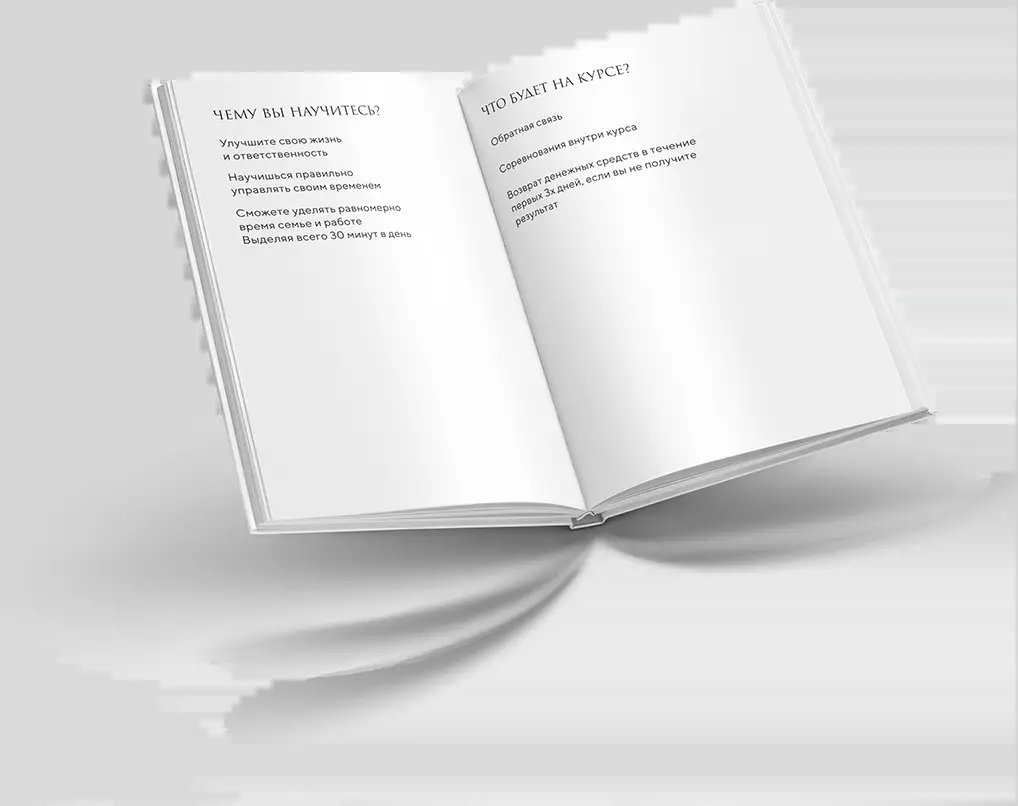 ЧЕМУ ВЫ НАУЧИТЕСЬ?
Улучшите свою жизнь
и ответственность
Научишься правильно
управлять своим временем
Сможете уделять равномерно
время семье и работе
Выделяя всего 30 минут в день
ЧТО БУДЕТ НА КУРСЕ?
Обратная связь
Соревнования внутри курса
Возврат денежных средств в течение
первых 3х дней, если вы не получите
результат